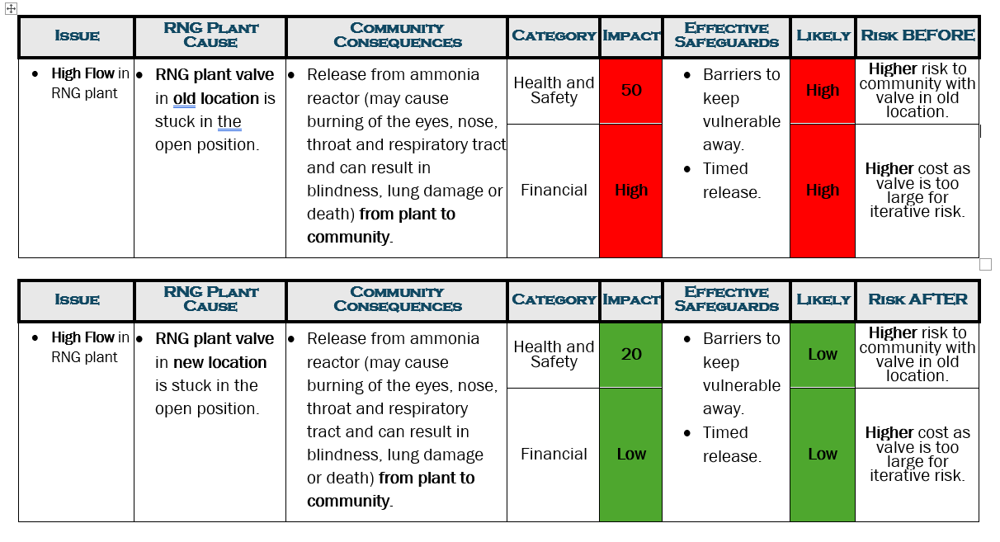 Issue
RNG Plant
Cause
Community
Consequences
Category
Impact
Effective
Safeguards
Likely
Risk BEFORE
• High Flow in
RNG plant
• RNG plant valve
in old location is
stuck in the
open position.
• Release from ammonia
reactor (may cause
burning of the eyes, nose,
throat and respiratory tract
and can result in
blindness, lung damage or
death) from plant to
community.
Health and
Safety
50
• Barriers to
keep
vulnerable
away.
• Timed
release.
High
Higher risk to
community with
valve in old
location.
Financial
High
High
Higher cost as
valve is too
large for
iterative risk.
Issue
RNG Plant
Cause
Community
Consequences
Category
Impact
Effective
Safeguards
Likely
Risk AFTER
• High Flow in
RNG plant
• RNG plant valve
in new location
is stuck in the
open position.
• Release from ammonia
reactor (may cause
burning of the eyes, nose,
throat and respiratory
tract and can result in
blindness, lung damage
or death) from plant to
community.
Health and
Safety
20
• Barriers to
keep
vulnerable
away.
• Timed
release.
Low
Higher risk to
community with
valve in old
location.
Financial
Low
Low
Higher cost as
valve is too
large for
iterative risk.